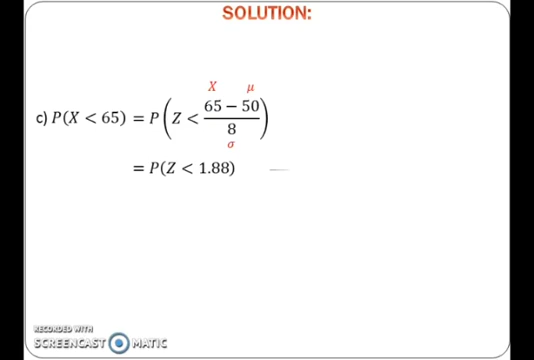 SOLUTION:
X μ
c) P(X < 65) = P(Z < (65 − 50)/8)
σ
= P(Z < 1.88)
RECORDED WITH
SCREENCAST MATIC